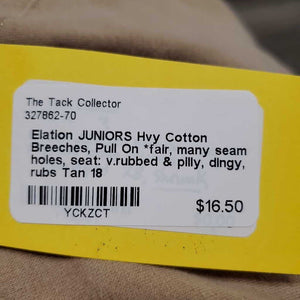 The Tack Collector
327862-70
Elation JUNIORS Hvy Cotton
Breeches, Pull On *fair, many seam
holes, seat: v.rubbed & pilly, dingy,
rubs Tan 18
$16.50
YCKZCT